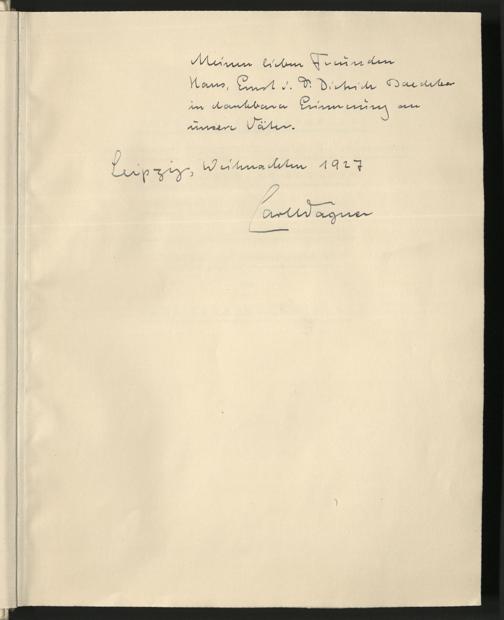 Meinen lieben Freunden
Hans, Ernst u. Dr. Dietrich Baedeker
in dankbarer Erinnerung an
unsere Väter.
Leipzig, Weihnachten 1927
Carl Wagner